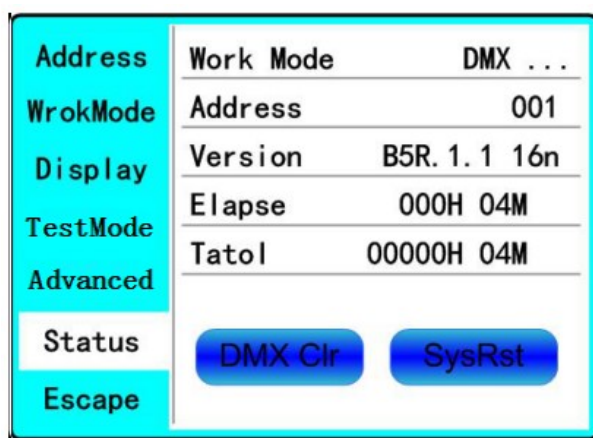 Address
WrokMode
Display
TestMode
Advanced
Status
Escape
Work Mode DMX ...
Address 001
Version B5R.1.1 16n
Elapse 000H 04M
Tatol 00000H 04M
DMX Clr SysRst